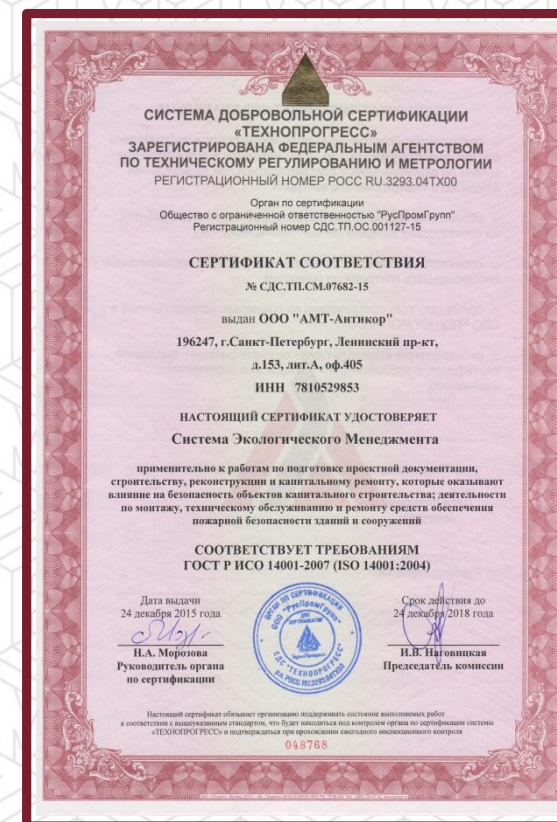 СИСТЕМА ДОБРОВОЛЬНОЙ СЕРТИФИКАЦИИ
«ТЕХНОПРОГРЕСС»
ЗАРЕГИСТРИРОВАНА ФЕДЕРАЛЬНЫМ АГЕНТСТВОМ
ПО ТЕХНИЧЕСКОМУ РЕГУЛИРОВАНИЮ И МЕТРОЛОГИИ
РЕГИСТРАЦИОННЫЙ НОМЕР РОСС RU.3293.04ТХ00
Орган по сертификации
Общество с ограниченной ответственностью "РусПромГрупп"
Регистрационный номер СДС.ТП.ОС.001127-15
СЕРТИФИКАТ СООТВЕТСТВИЯ
№ СДС.ТП.СМ.07682-15
выдан ООО "АМТ-Антикор"
196247, г.Санкт-Петербург, Ленинский пр-кт,
д.153, лит.А, оф.405
ИНН 7810529853
НАСТОЯЩИЙ СЕРТИФИКАТ УДОСТОВЕРЯЕТ
Система Экологического Менеджмента
применительно к работам по подготовке проектной документации,
строительству, реконструкции и капитальному ремонту, которые оказывают
влияние на безопасность объектов капитального строительства; деятельности
по монтажу, техническому обслуживанию и ремонту средств обеспечения
пожарной безопасности зданий и сооружений
СООТВЕТСТВУЕТ ТРЕБОВАНИЯМ
ГОСТ Р ИСО 14001-2007 (ISO 14001:2004)
Дата выдачи
24 декабря 2015 года
Н.А. Морозова
Руководитель органа
по сертификации
ОРГАН ПО СЕРТИФИКАЦИИ
ООО "РусПромГрупп"
СДС "ТЕХНОПРОГРЕСС"
Срок действия до
24 декабря 2018 года
И.В. Наговицкая
Председатель комиссии
Настоящий сертификат обязывает организацию поддерживать состояние выполняемых работ
в соответствии с вышеуказанным стандартом, что будет находиться под контролем органа по сертификации системы
«ТЕХНОПРОГРЕСС» и подтверждаться при прохождении ежегодного инспекционного контроля
048768